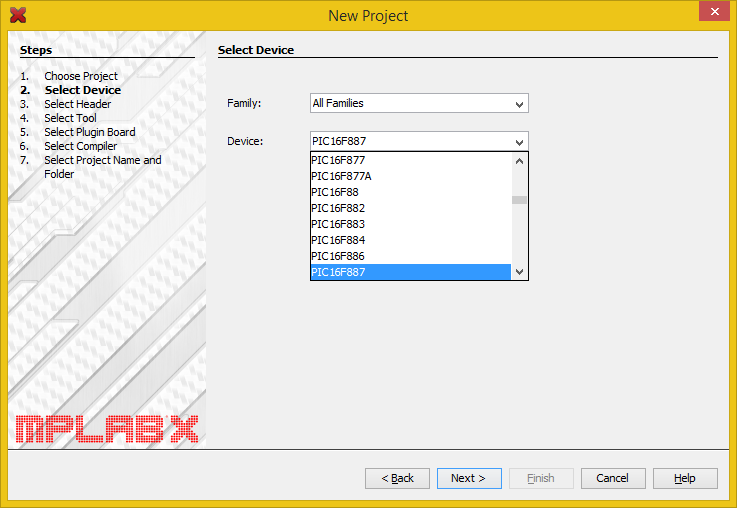 New Project
Steps
1. Choose Project
2. Select Device
3. Select Header
4. Select Tool
5. Select Plugin Board
6. Select Compiler
7. Select Project Name and
Folder
MPLAB X
Select Device
Family: All Families
Device: PIC16F887
PIC16F877
PIC16F877A
PIC16F88
PIC16F882
PIC16F883
PIC16F884
PIC16F886
PIC16F887
< Back Next > Finish Cancel Help